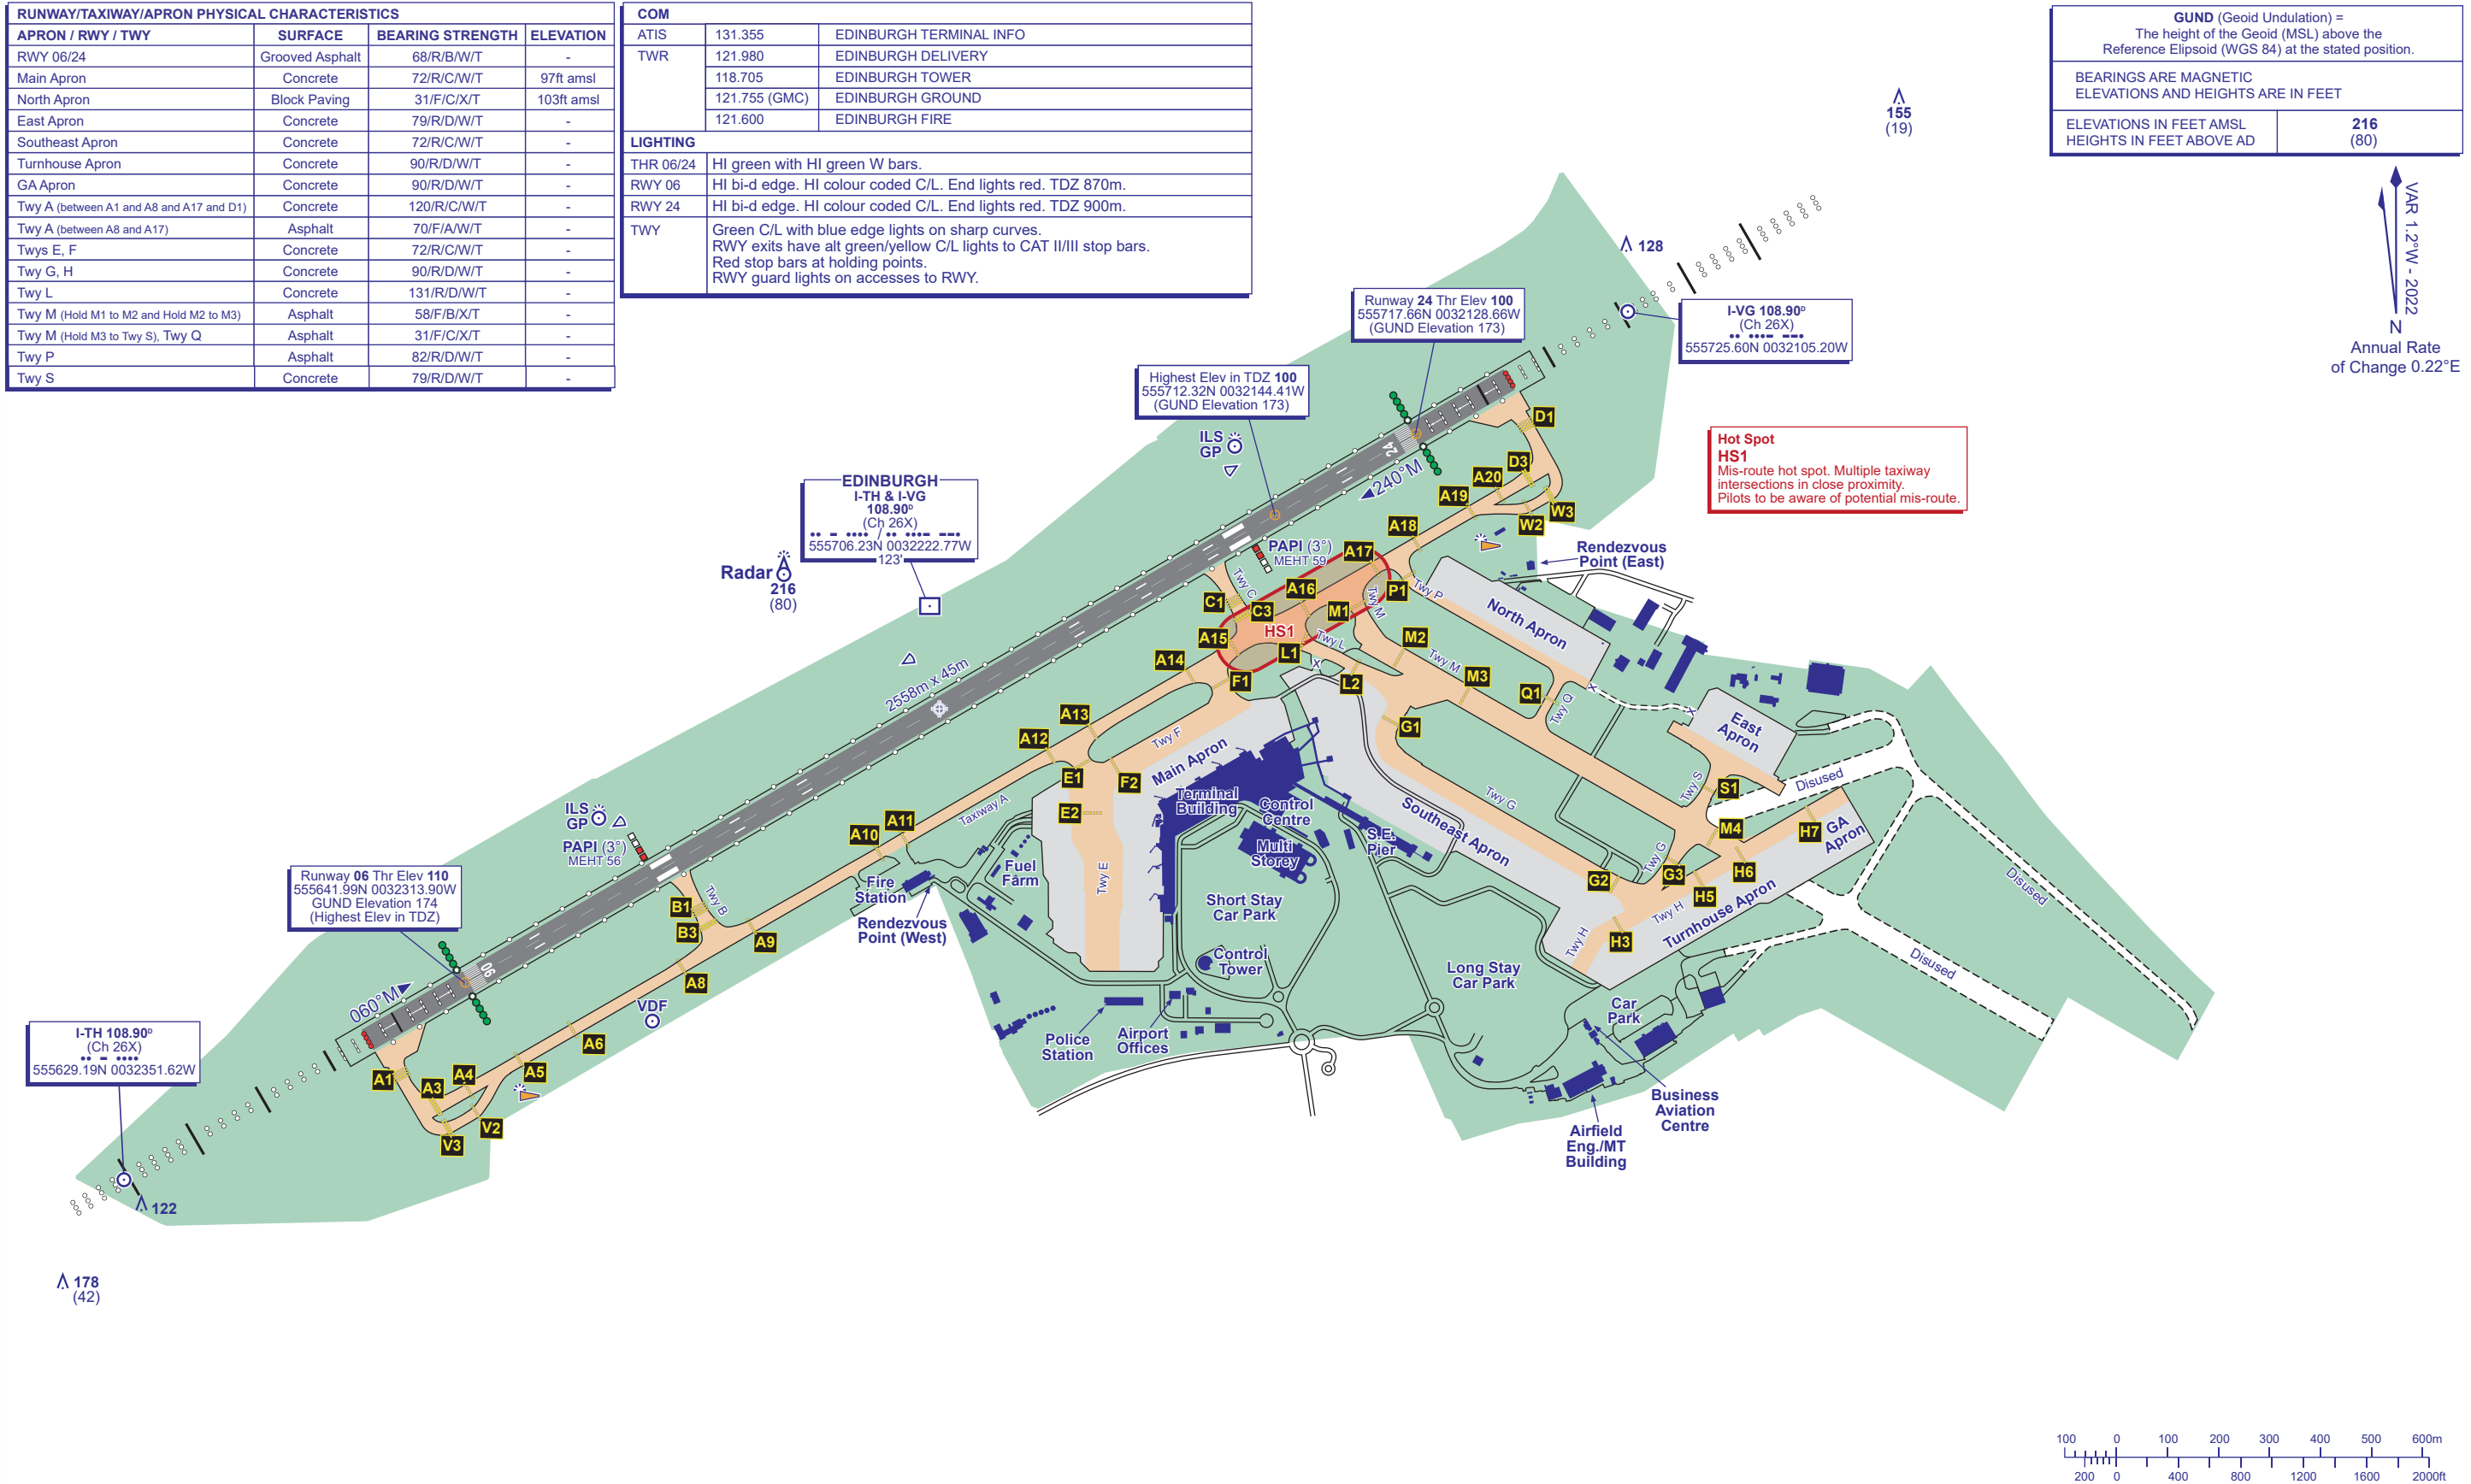 RUNWAY/TAXIWAY/APRON PHYSICAL CHARACTERISTICS
APRON / RWY / TWY SURFACE BEARING STRENGTH ELEVATION
RWY 06/24 Grooved Asphalt 68/R/B/W/T -
Main Apron Concrete 72/R/C/W/T 97ft amsl
North Apron Block Paving 31/F/C/X/T 103ft amsl
East Apron Concrete 79/R/D/W/T -
Southeast Apron Concrete 72/R/C/W/T -
Turnhouse Apron Concrete 90/R/D/W/T -
GA Apron Concrete 90/R/D/W/T -
Twy A (between A1 and A8 and A17 and D1) Concrete 120/R/C/W/T -
Twy A (between A8 and A17) Asphalt 70/F/A/W/T -
Twys E, F Concrete 72/R/C/W/T -
Twy G, H Concrete 90/R/D/W/T -
Twy L Concrete 131/R/D/W/T -
Twy M (Hold M1 to M2 and Hold M2 to M3) Asphalt 58/F/B/X/T -
Twy M (Hold M3 to Twy S), Twy Q Asphalt 31/F/C/X/T -
Twy P Asphalt 82/R/D/W/T -
Twy S Concrete 79/R/D/W/T -
COM
ATIS 131.355 EDINBURGH TERMINAL INFO
TWR 121.980 EDINBURGH DELIVERY
118.705 EDINBURGH TOWER
121.755 (GMC) EDINBURGH GROUND
121.600 EDINBURGH FIRE
LIGHTING
THR 06/24 HI green with HI green W bars.
RWY 06 HI bi-d edge. HI colour coded C/L. End lights red. TDZ 870m.
RWY 24 HI bi-d edge. HI colour coded C/L. End lights red. TDZ 900m.
TWY Green C/L with blue edge lights on sharp curves.
RWY exits have alt green/yellow C/L lights to CAT II/III stop bars.
Red stop bars at holding points.
RWY guard lights on accesses to RWY.
GUND (Geoid Undulation) =
The height of the Geoid (MSL) above the
Reference Elipsoid (WGS 84) at the stated position.
BEARINGS ARE MAGNETIC
ELEVATIONS AND HEIGHTS ARE IN FEET
ELEVATIONS IN FEET AMSL 216
HEIGHTS IN FEET ABOVE AD (80)
VAR 1.2°W - 2022
N
Annual Rate
of Change 0.22°E
155
(19)
128
Runway 24 Thr Elev 100
555717.66N 0032128.66W
(GUND Elevation 173)
I-VG 108.90D
(Ch 26X)
555725.60N 0032105.20W
Highest Elev in TDZ 100
555712.32N 0032144.41W
(GUND Elevation 173)
Hot Spot
HS1
Mis-route hot spot. Multiple taxiway
intersections in close proximity.
Pilots to be aware of potential mis-route.
EDINBURGH
I-TH & I-VG
108.90D
(Ch 26X)
555706.23N 0032222.77W
123'
Radar
216
(80)
ILS
GP
24
240°M
D1
D3
A20
A19
W3
W2
A18
PAPI (3°)
MEHT 59
A17
Rendezvous
Point (East)
Twy C
A16
P1
Twy P
C1
C3
M1
Twy M
North Apron
HS1
A15
Twy L
M2
L1
A14
Twy M
F1
L2
M3
Q1
Twy Q
X
X
X
2558m x 45m
A13
A12
Twy F
G1
East
Apron
Main Apron
E1
F2
Disused
Twy S
S1
E2
Terminal
Building
Control
Centre
Twy G
Taxiway A
A11
A10
Southeast Apron
S.E.
Pier
M4
H7
GA
Apron
ILS
GP
PAPI (3°)
MEHT 56
Multi
Storey
Twy G
Fuel
Farm
Twy E
G2
G3
H6
H5
Disused
Fire
Station
Runway 06 Thr Elev 110
555641.99N 0032313.90W
GUND Elevation 174
(Highest Elev in TDZ)
Twy B
B1
B3
A9
Rendezvous
Point (West)
Short Stay
Car Park
Twy H
Turnhouse Apron
Twy H
H3
Disused
06
060°M
A8
VDF
Control
Tower
Long Stay
Car Park
Car
Park
A6
Police
Station
Airport
Offices
I-TH 108.90D
(Ch 26X)
555629.19N 0032351.62W
A1
A3
A4
A5
V2
V3
Business
Aviation
Centre
Airfield
Eng./MT
Building
122
178
(42)
100 0 100 200 300 400 500 600m
200 0 400 800 1200 1600 2000ft